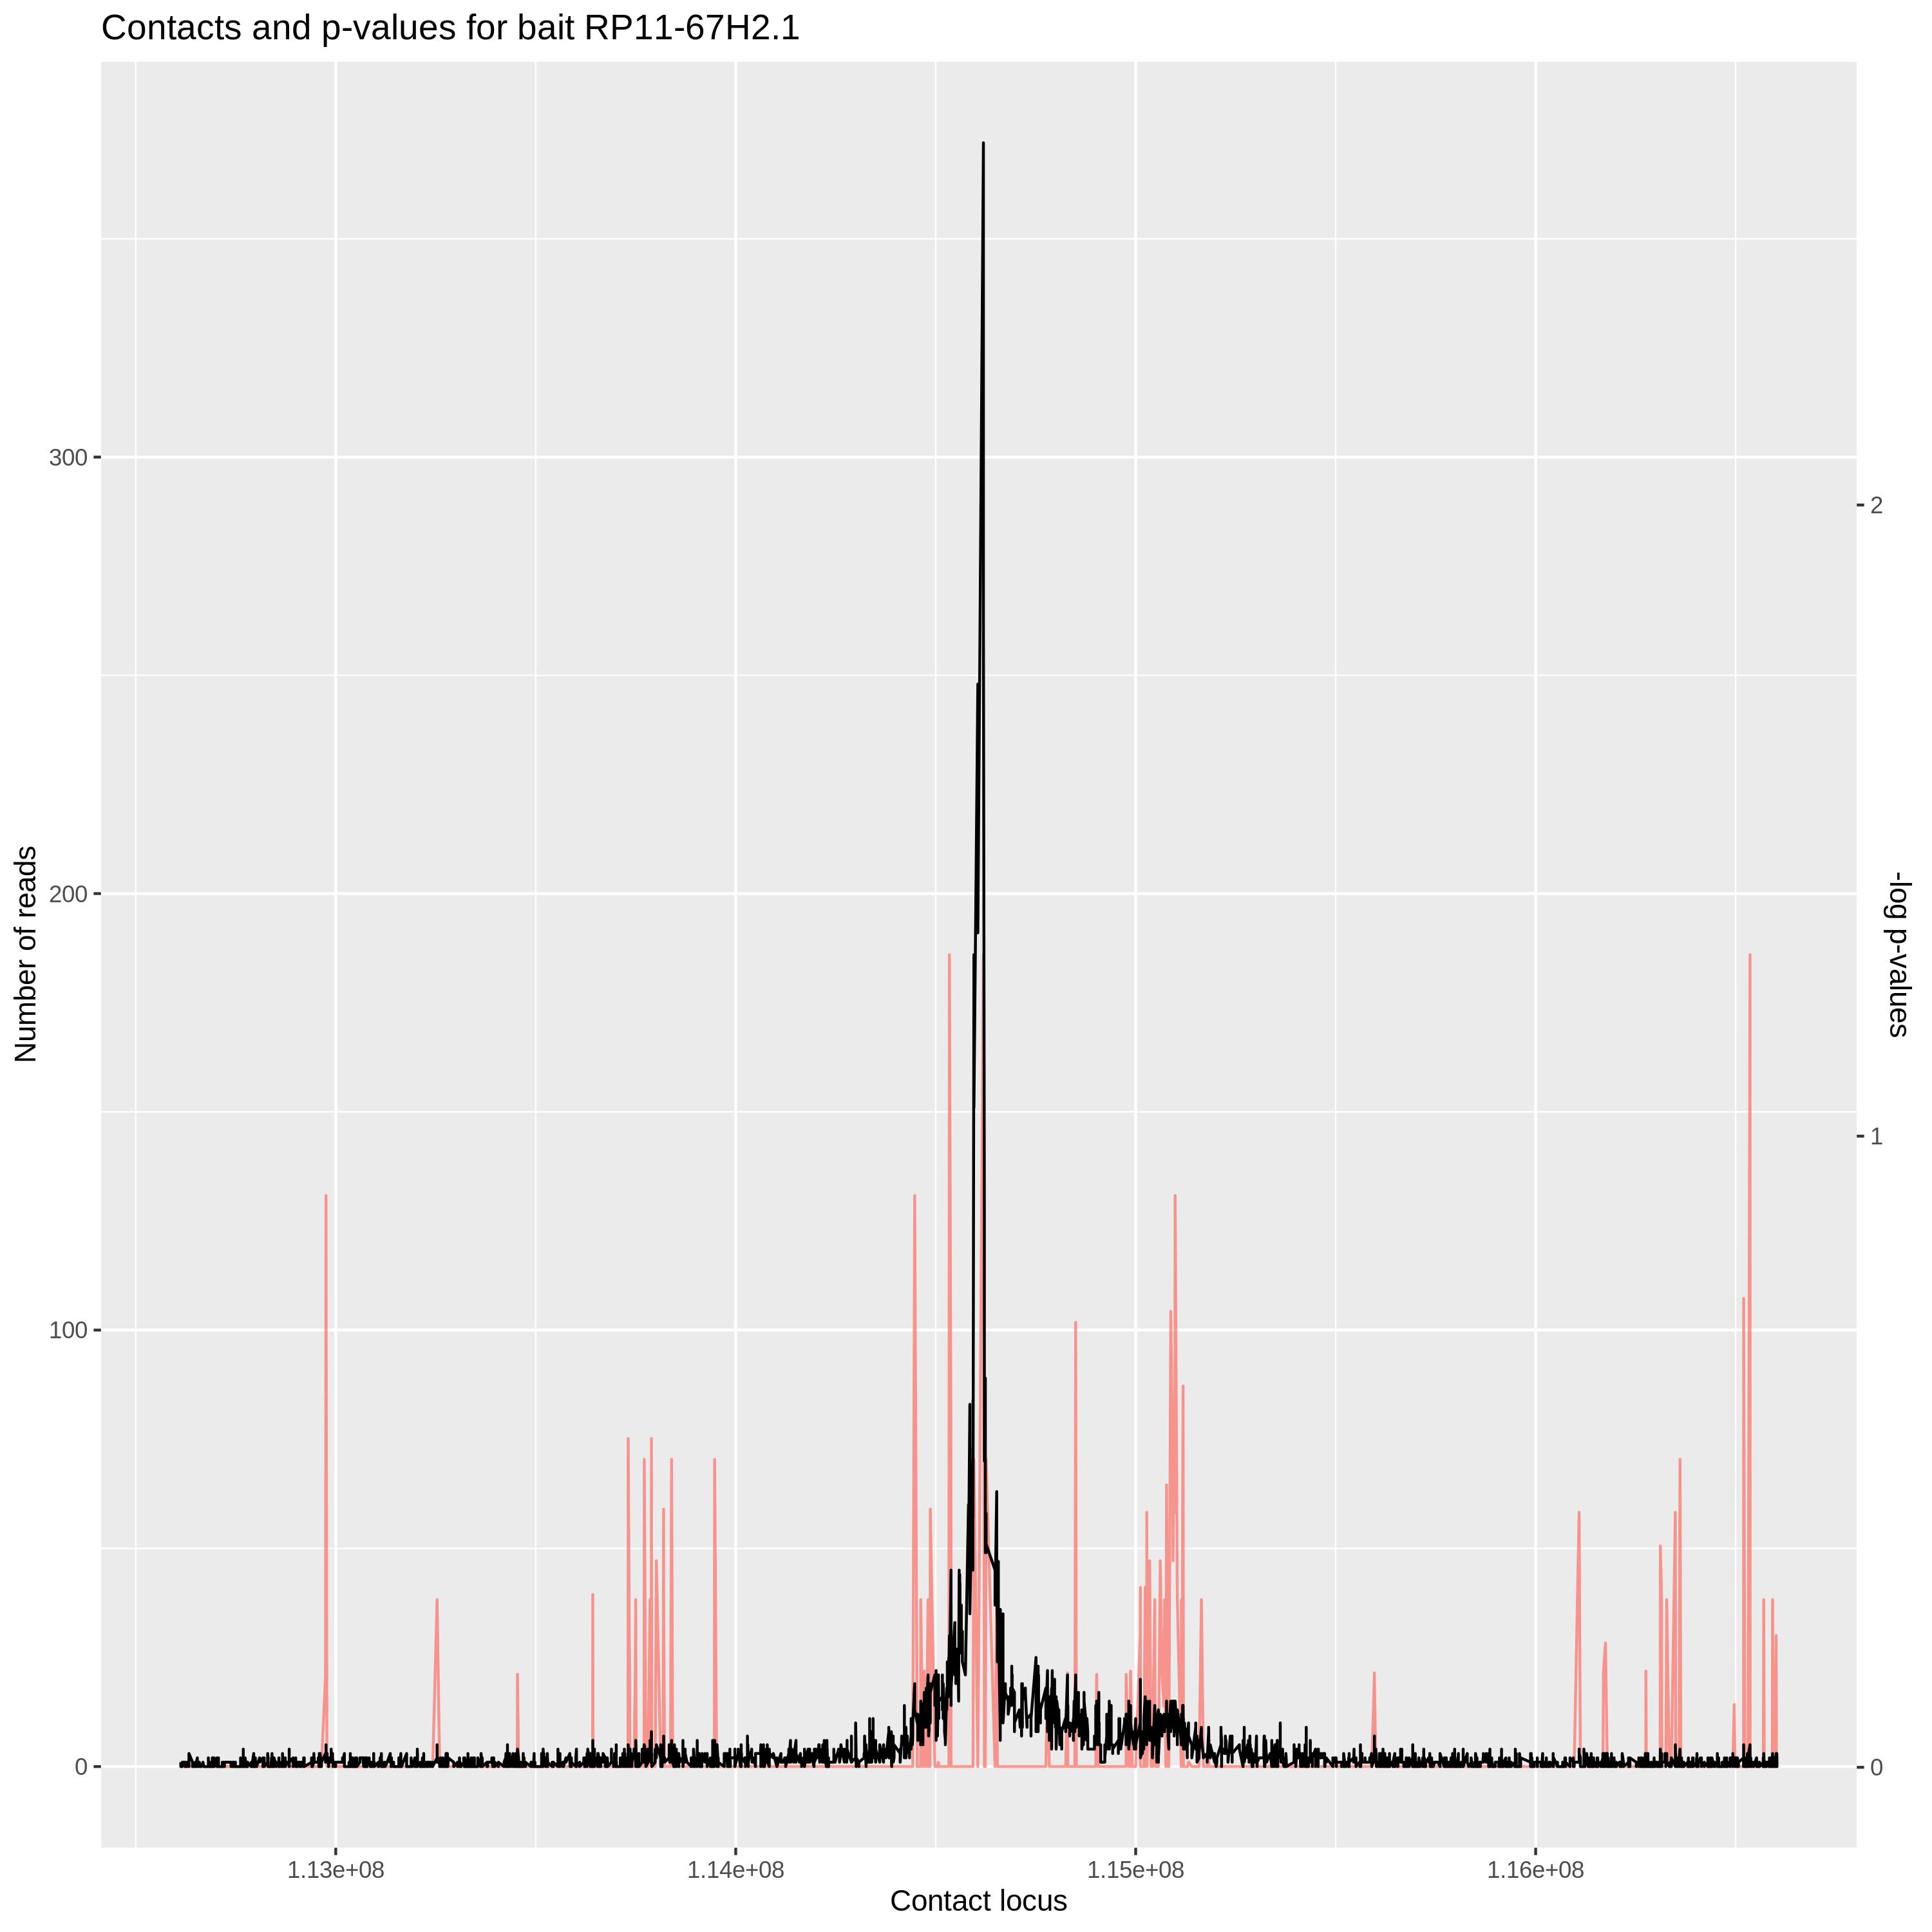 Contacts and p-values for bait RP11-67H2.1
300
200
100
0
Number of reads
2
1
0
-log p-values
1.13e+08
1.14e+08
1.15e+08
1.16e+08
Contact locus